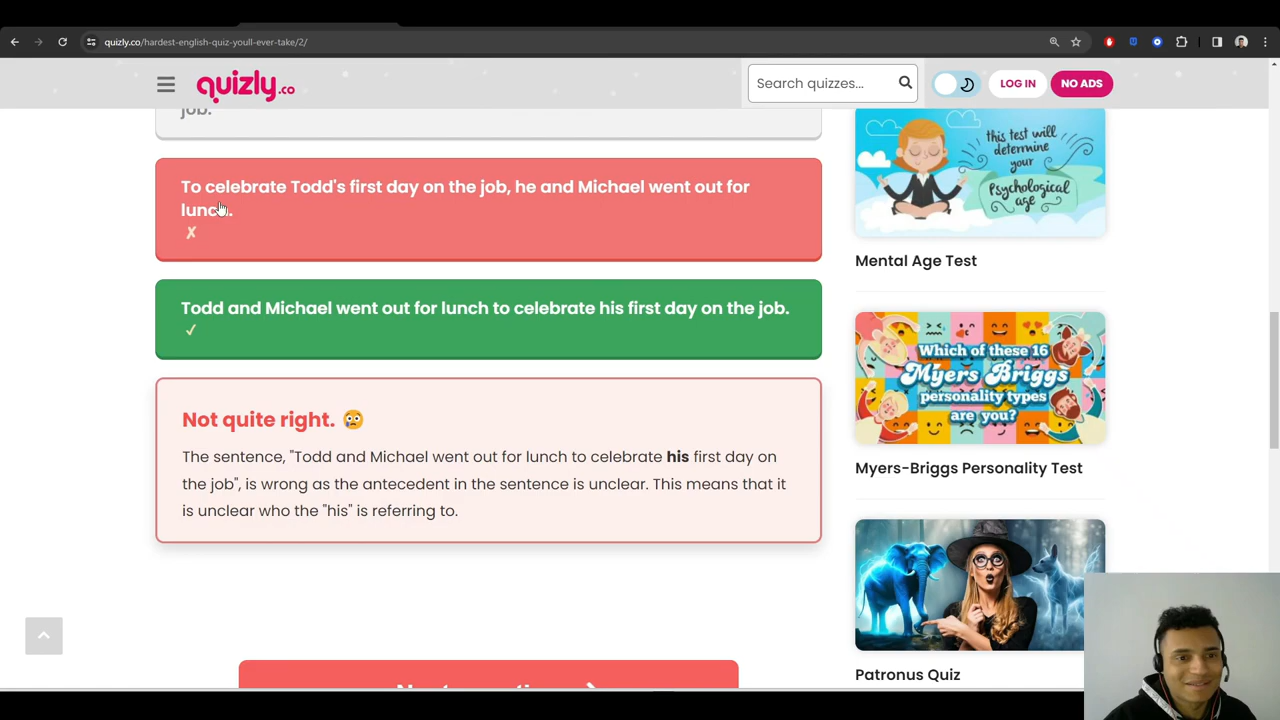 quizly.co/hardest-english-quiz-youll-ever-take/2/
quizly.co
Search quizzes...
LOG IN
NO ADS
job.
To celebrate Todd's first day on the job, he and Michael went out for
lunch.
✗
Todd and Michael went out for lunch to celebrate his first day on the job.
✓
Not quite right. 😰
The sentence, "Todd and Michael went out for lunch to celebrate his first day on
the job", is wrong as the antecedent in the sentence is unclear. This means that it
is unclear who the "his" is referring to.
this test will
determine
your
Psychological
age
Mental Age Test
Which of these 16
Myers Briggs
personality types
are you?
Myers-Briggs Personality Test
Patronus Quiz